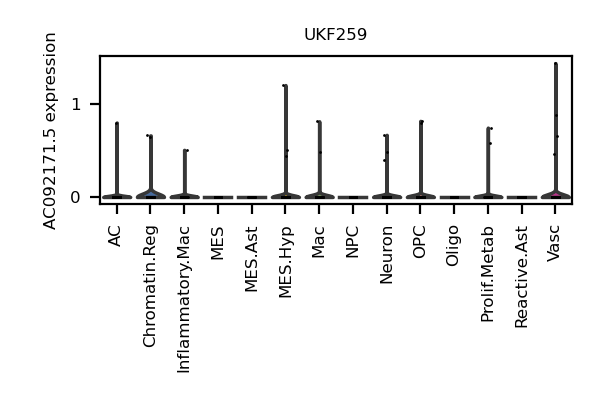 UKF259
AC092171.5 expression
1
0
AC
Chromatin.Reg
Inflammatory.Mac
MES
MES.Ast
MES.Hyp
Mac
NPC
Neuron
OPC
Oligo
Prolif.Metab
Reactive.Ast
Vasc